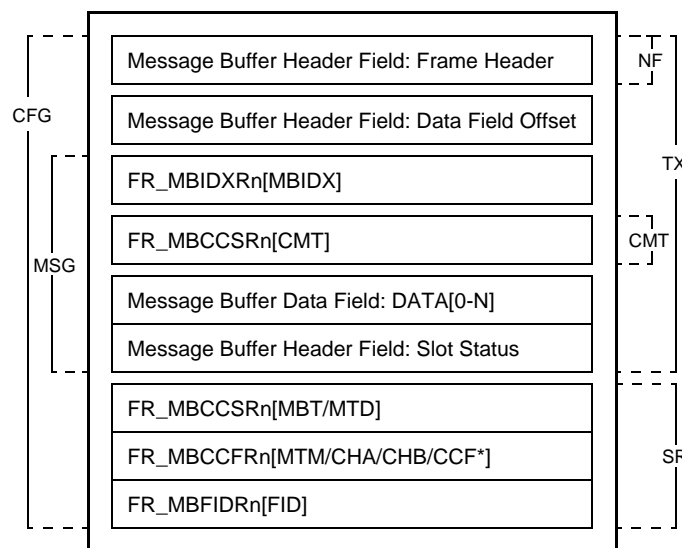 Message Buffer Header Field: Frame Header
NF
CFG
Message Buffer Header Field: Data Field Offset
TX
FR_MBIDXRn[MBIDX]
FR_MBCCSRn[CMT]
CMT
MSG
Message Buffer Data Field: DATA[0-N]
Message Buffer Header Field: Slot Status
FR_MBCCSRn[MBT/MTD]
FR_MBCCFRn[MTM/CHA/CHB/CCF*]
SR
FR_MBFIDRn[FID]